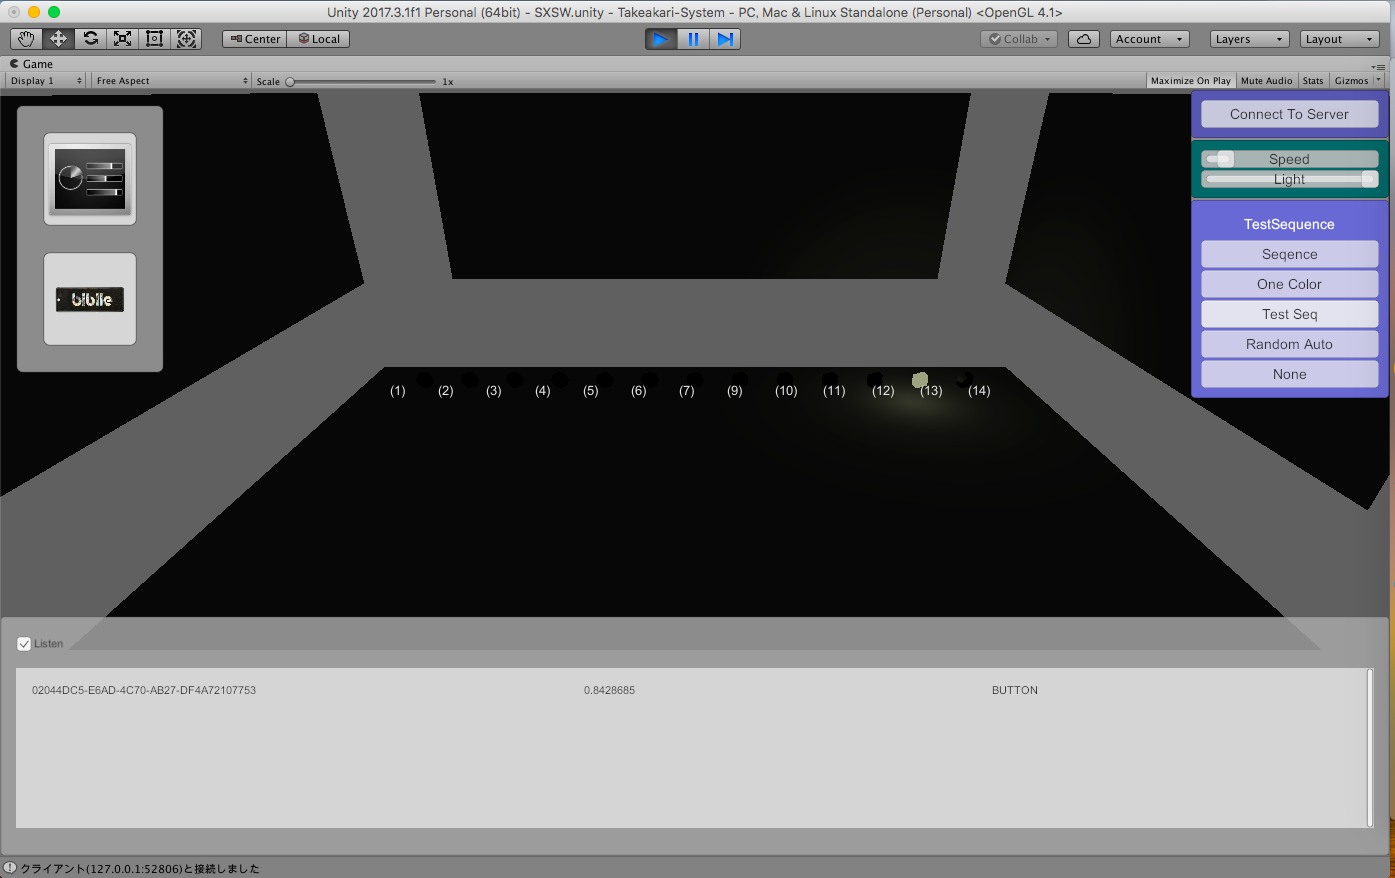 Unity 2017.3.1f1 Personal (64bit) - SXSW.unity - Takeakari-System - PC, Mac & Linux Standalone (Personal) <OpenGL 4.1>
Center Local Collab Account Layers Layout
Game
Display 1 Free Aspect Scale 1x Maximize On Play Mute Audio Stats Gizmos
Connect To Server
Speed
Light
TestSequence
Seqence
One Color
Test Seq
Random Auto
None
biblle
(1) (2) (3) (4) (5) (6) (7) (9) (10) (11) (12) (13) (14)
Listen
02044DC5-E6AD-4C70-AB27-DF4A72107753 0.8428685 BUTTON
クライアント(127.0.0.1:52806)と接続しました